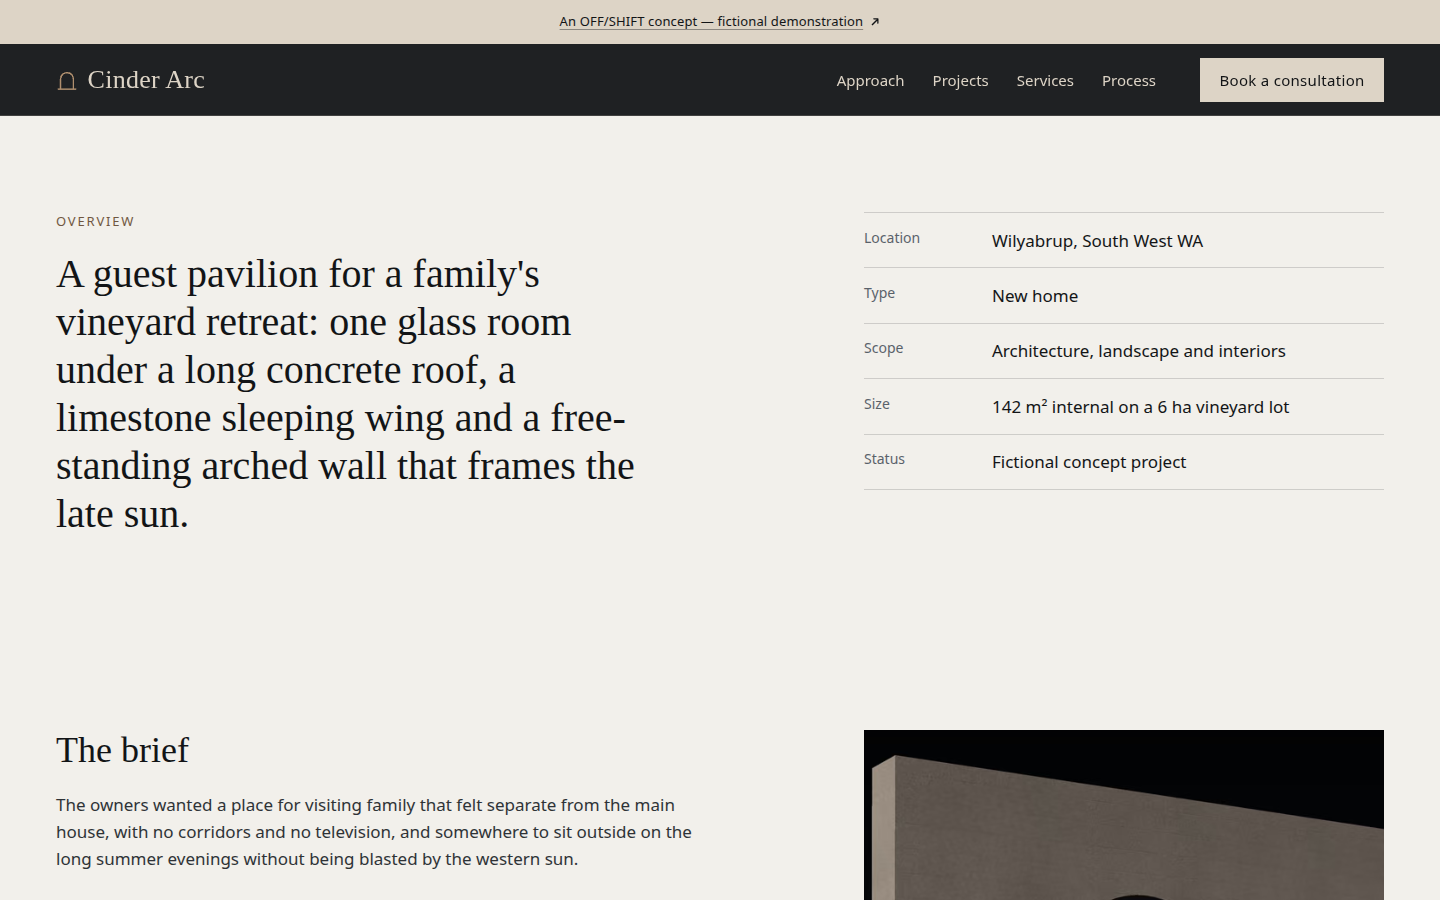 An OFF/SHIFT concept — fictional demonstration ↗
Cinder Arc
Approach
Projects
Services
Process
Book a consultation
OVERVIEW
A guest pavilion for a family's
vineyard retreat: one glass room
under a long concrete roof, a
limestone sleeping wing and a free-
standing arched wall that frames the
late sun.
Location
Wilyabrup, South West WA
Type
New home
Scope
Architecture, landscape and interiors
Size
142 m² internal on a 6 ha vineyard lot
Status
Fictional concept project
The brief
The owners wanted a place for visiting family that felt separate from the main
house, with no corridors and no television, and somewhere to sit outside on the
long summer evenings without being blasted by the western sun.